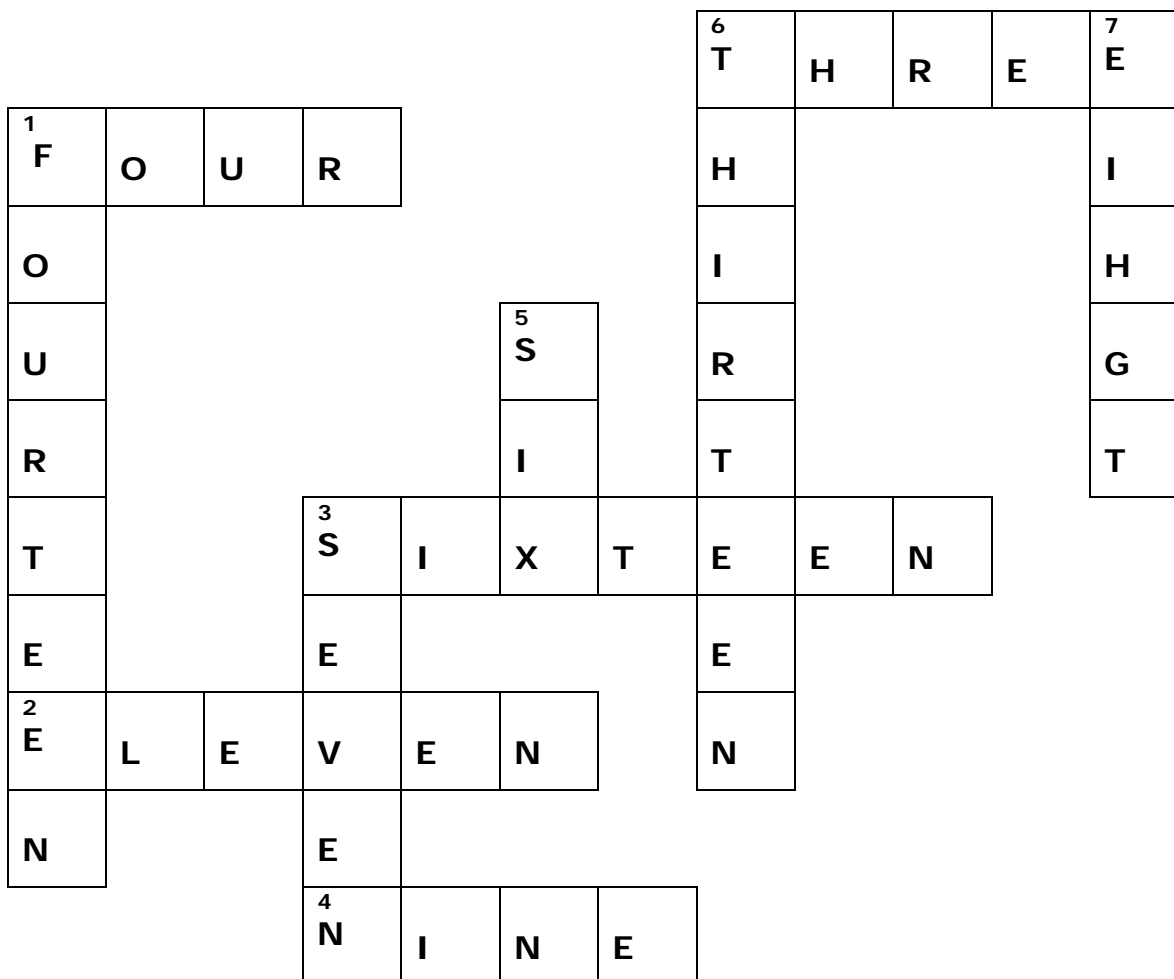 6 7
T H R E E
1
F O U R H I
O I H
5
U S R G
R I T T
3
T S I X T E E N
E E E
2
E L E V E N N
N E
4
N I N E